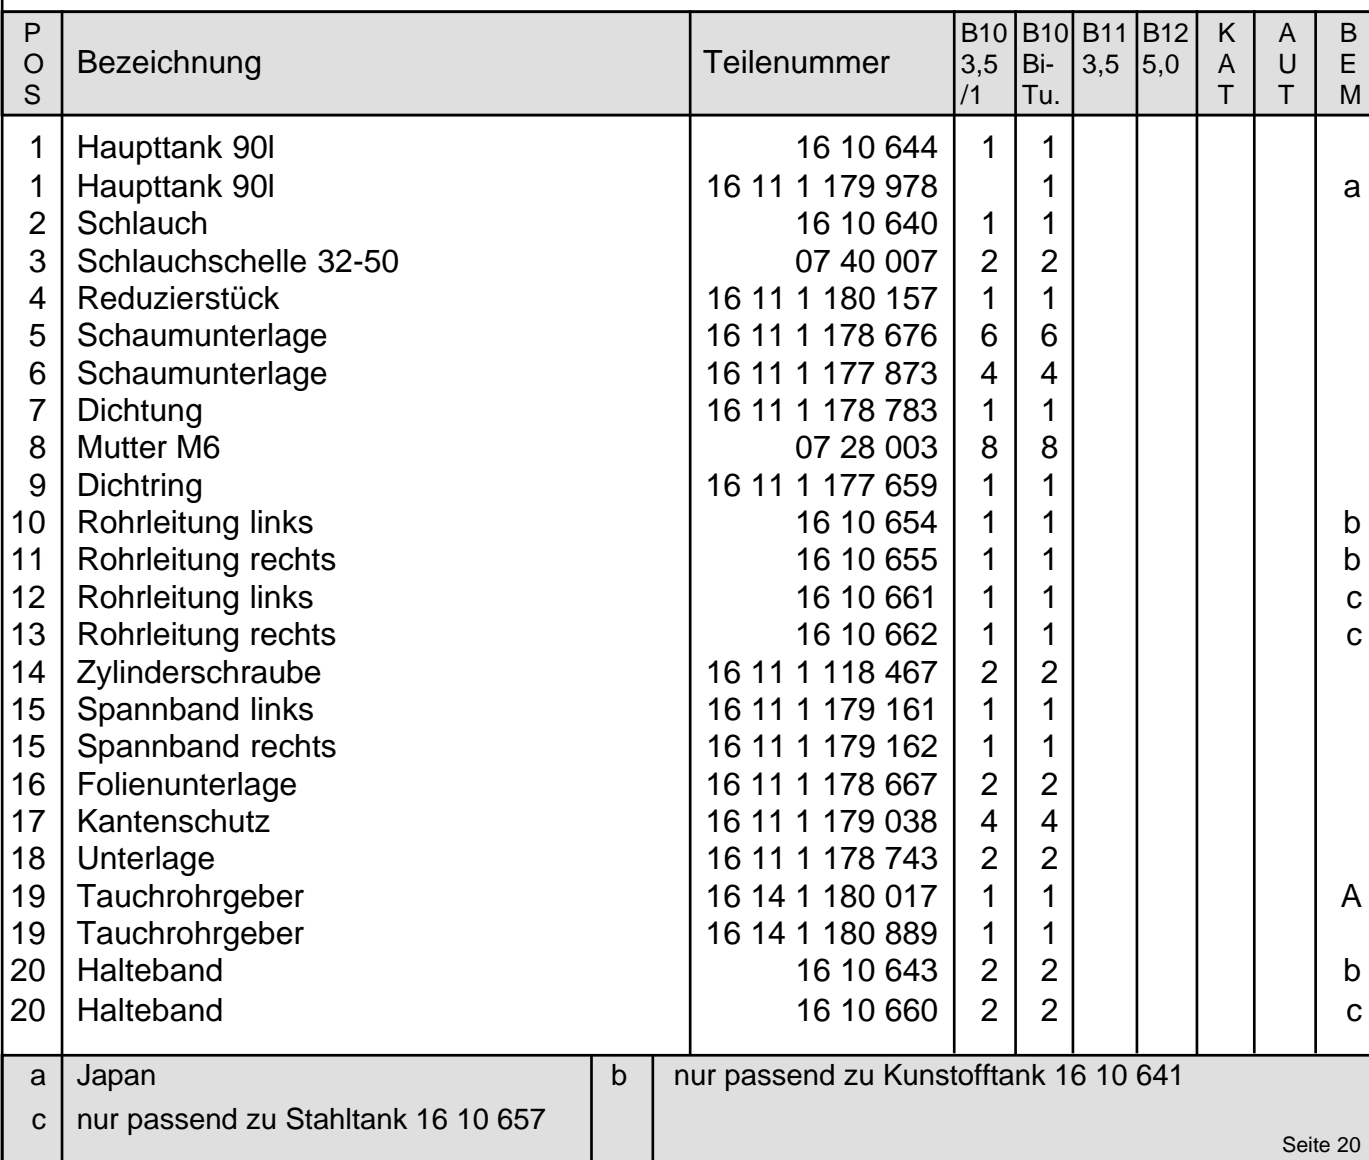 POS Bezeichnung Teilenummer B10 3,5 /1 B10 Bi-Tu. B11 3,5 B12 5,0 KAT AUT BEM
1 Haupttank 90l 16 10 644 1 1
1 Haupttank 90l 16 11 1 179 978 1 a
2 Schlauch 16 10 640 1 1
3 Schlauchschelle 32-50 07 40 007 2 2
4 Reduzierstück 16 11 1 180 157 1 1
5 Schaumunterlage 16 11 1 178 676 6 6
6 Schaumunterlage 16 11 1 177 873 4 4
7 Dichtung 16 11 1 178 783 1 1
8 Mutter M6 07 28 003 8 8
9 Dichtring 16 11 1 177 659 1 1
10 Rohrleitung links 16 10 654 1 1 b
11 Rohrleitung rechts 16 10 655 1 1 b
12 Rohrleitung links 16 10 661 1 1 c
13 Rohrleitung rechts 16 10 662 1 1 c
14 Zylinderschraube 16 11 1 118 467 2 2
15 Spannband links 16 11 1 179 161 1 1
15 Spannband rechts 16 11 1 179 162 1 1
16 Folienunterlage 16 11 1 178 667 2 2
17 Kantenschutz 16 11 1 179 038 4 4
18 Unterlage 16 11 1 178 743 2 2
19 Tauchrohrgeber 16 14 1 180 017 1 1 A
19 Tauchrohrgeber 16 14 1 180 889 1 1
20 Halteband 16 10 643 2 2 b
20 Halteband 16 10 660 2 2 c
a Japan b nur passend zu Kunstofftank 16 10 641
c nur passend zu Stahltank 16 10 657
Seite 20